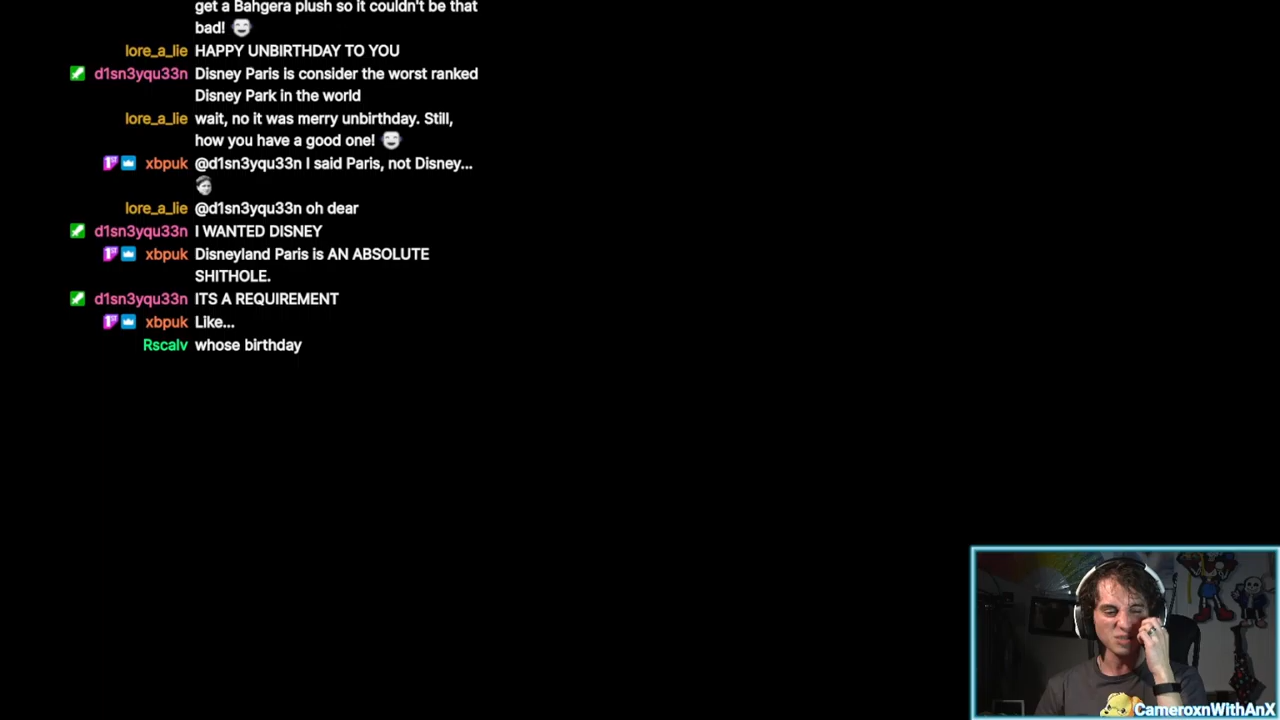 get a Bahgera plush so it couldn't be that
bad!
lore_a_lie HAPPY UNBIRTHDAY TO YOU
d1sn3yqu33n Disney Paris is consider the worst ranked
Disney Park in the world
lore_a_lie wait, no it was merry unbirthday. Still,
how you have a good one!
xbpuk @d1sn3yqu33n I said Paris, not Disney...
lore_a_lie @d1sn3yqu33n oh dear
d1sn3yqu33n I WANTED DISNEY
xbpuk Disneyland Paris is AN ABSOLUTE
SHITHOLE.
d1sn3yqu33n ITS A REQUIREMENT
xbpuk Like...
Rscalv whose birthday
CameroxnWithAnX